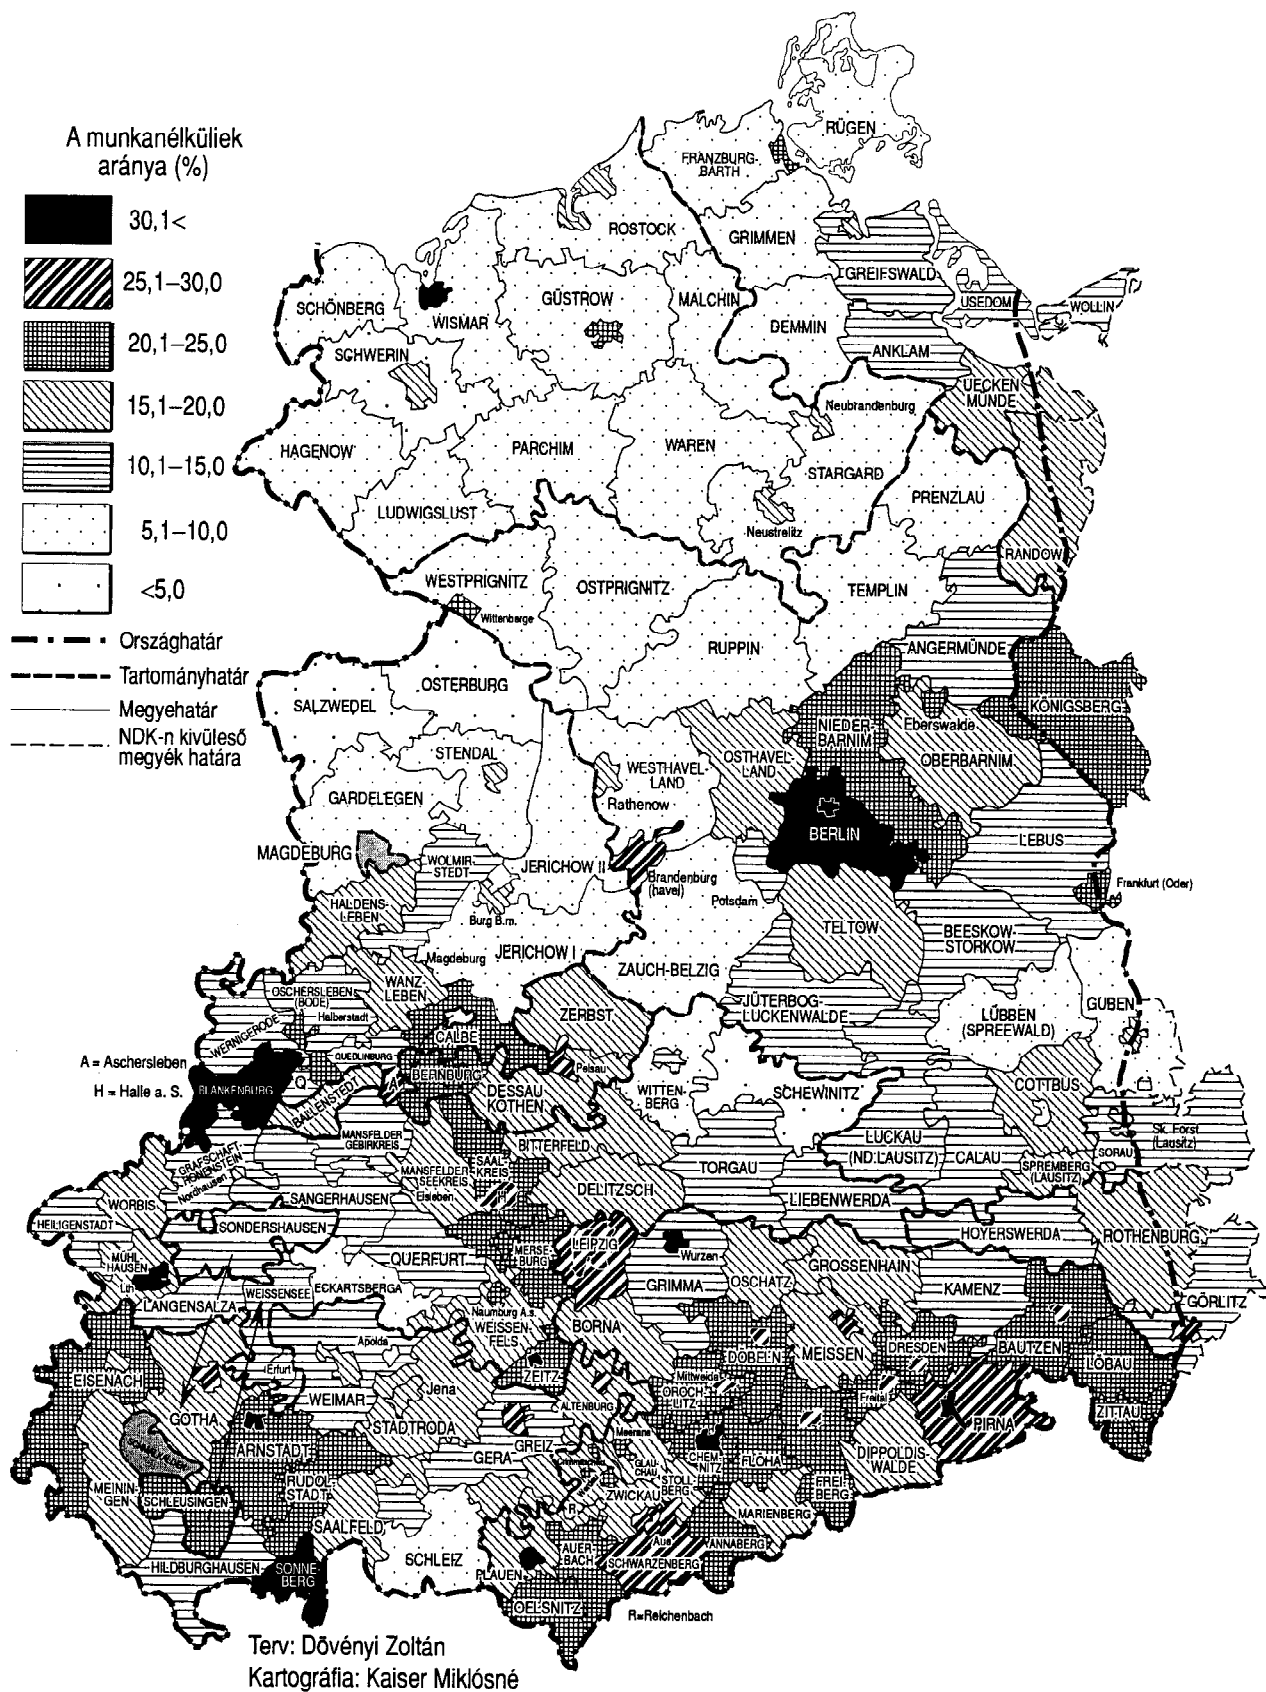 A munkanélküliek
aránya (%)
30,1<
25,1–30,0
20,1–25,0
15,1–20,0
10,1–15,0
5,1–10,0
<5,0
Országhatár
Tartományhatár
Megyehatár
NDK-n kivüleső
megyék határa
RÜGEN
FRANZBURG-
BARTH
ROSTOCK
GRIMMEN
GREIFSWALD
USEDOM
WOLLIN
SCHÖNBERG
WISMAR
GÜSTROW
MALCHIN
DEMMIN
ANKLAM
SCHWERIN
UECKEN
MÜNDE
Neubrandenburg
HAGENOW
PARCHIM
WAREN
STARGARD
PRENZLAU
LUDWIGSLUST
Neustrelitz
RANDOW
WESTPRIGNITZ
OSTPRIGNITZ
TEMPLIN
Wittenberge
RUPPIN
ANGERMÜNDE
OSTERBURG
SALZWEDEL
KÖNIGSBERG
NIEDER-
BARNIM
Eberswalde
STENDAL
OSTHAVEL-
LAND
OBERBARNIM
WESTHAVEL-
LAND
GARDELEGEN
Rathenow
BERLIN
LEBUS
MAGDEBURG
WOLMIR-
STEDT
JERICHOW II
Brandenburg
(havel)
Frankfurt (Oder)
HALDENS-
LEBEN
Potsdam
Burg B.m.
TELTOW
BEESKOW-
STORKOW
Magdeburg
JERICHOW I
ZAUCH-BELZIG
WANZ-
LEBEN
OSCHERSLEBEN
(BODE)
Halberstadt
ZERBST
JÜTERBOG-
LUCKENWALDE
LÜBBEN
(SPREEWALD)
GUBEN
WERNIGERODE
CALBE
QUEDLINBURG
A = Aschersleben
H = Halle a. S.
BLANKENBURG
Q
A
BERNBURG
DESSAU
KÖTHEN
WITTEN-
BERG
SCHEWINITZ
COTTBUS
BALLENSTEDT
MANSFELDER
GEBIRKREIS
BITTERFELD
LUCKAU
(ND.LAUSITZ)
CALAU
SORAU
Sk. Forst
(Lausitz)
GRAFSCHAFT-
HOHENSTEIN
Nordhausen
MANSFELDER
SEEKREIS
Eisleben
SAAL-
KREIS
H
TORGAU
SPREMBERG
(LAUSITZ)
WORBIS
SANGERHAUSEN
DELITZSCH
LIEBENWERDA
HEILIGENSTADT
SONDERSHAUSEN
HOYERSWERDA
ROTHENBURG
MÜHL-
HAUSEN
QUERFURT
MERSE-
BURG
LEIPZIG
Wurzen
GRIMMA
OSCHATZ
GROSSENHAIN
KAMENZ
GÖRLITZ
LANGENSALZA
WEISSENSEE
ECKARTSBERGA
Naumburg A.s.
WEISSEN-
FELS
BORNA
Apolda
EISENACH
Erfurt
ZEITZ
DÖBELN
MEISSEN
DRESDEN
BAUTZEN
LÖBAU
Mittweida
ROCH-
LITZ
WEIMAR
Jena
ALTENBURG
Freital
GOTHA
STADTRODA
PIRNA
ZITTAU
ARNSTADT
GERA
GREIZ
Meerane
CHEM-
NITZ
FLÖHA
DIPPOLDIS
WALDE
GLAU-
CHAU
MEININ-
GEN
SCHLEUSINGEN
RUDOL
STADT
ZWICKAU
STOLL
BERG
FREI-
BERG
R
MARIENBERG
SAALFELD
Aue
ANNABERG
HILDBURGHAUSEN
SONNE-
BERG
SCHLEIZ
PLAUEN
AUER-
BACH
SCHWARZENBERG
OELSNITZ
R=Reichenbach
Terv: Dövényi Zoltán
Kartográfia: Kaiser Miklósné